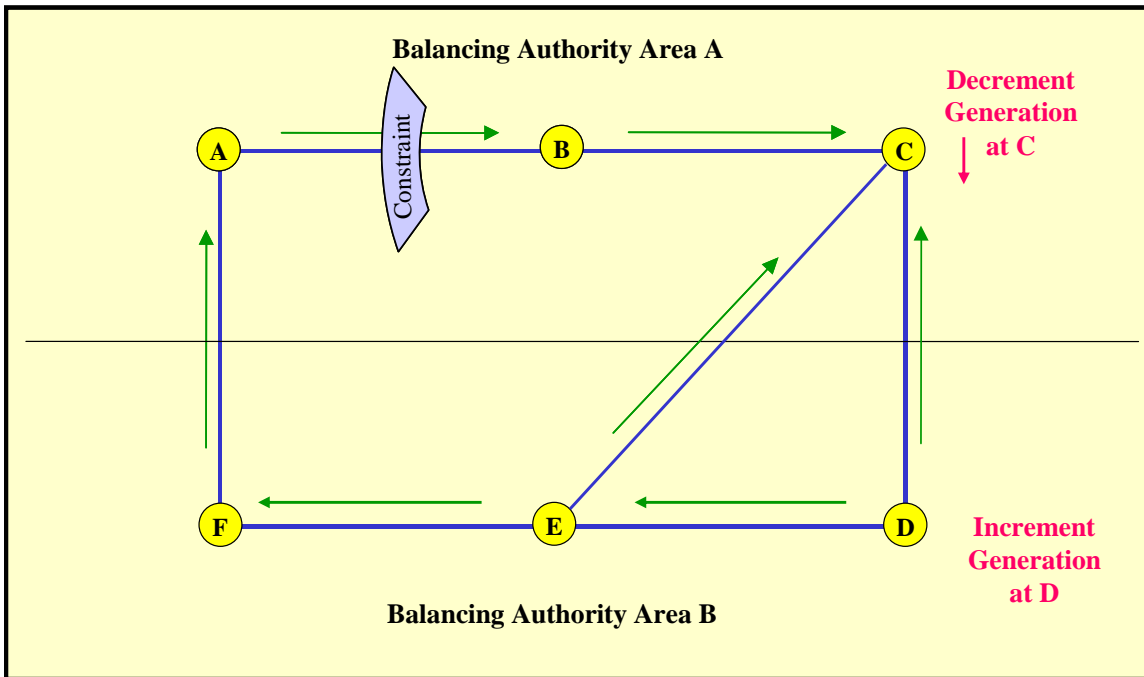 Balancing Authority Area A
Decrement
Generation
at C
Constraint
A
B
C
F
E
D
Increment
Generation
at D
Balancing Authority Area B